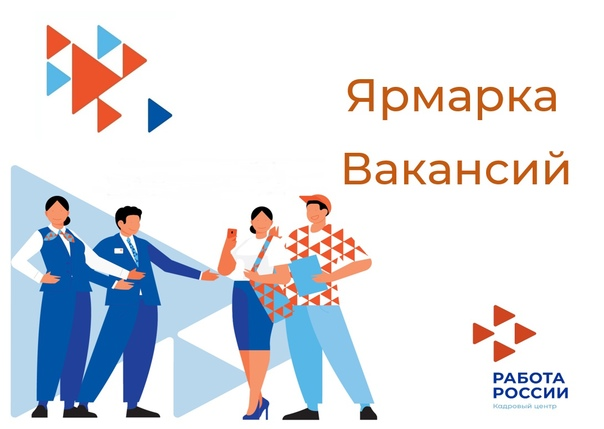 Ярмарка
Вакансий
РАБОТА
РОССИИ
Кадровый центр